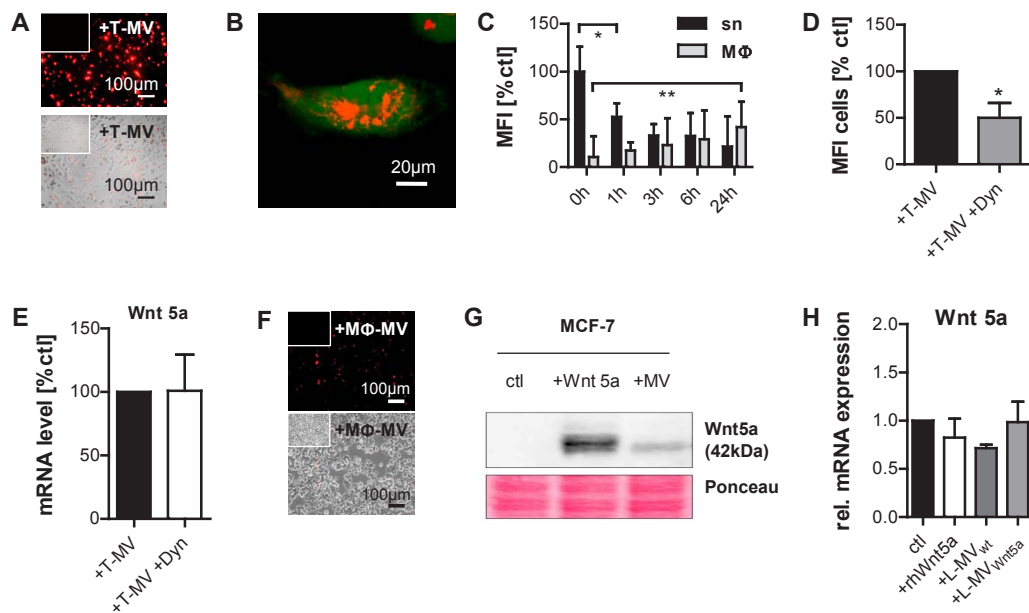 A
+T-MV
100µm
+T-MV
100µm
B
20µm
C
MFI [%ctl]
150
100
50
0
*
**
sn
MΦ
0h
1h
3h
6h
24h
D
MFI cells [% ctl]
150
100
50
0
*
+T-MV
+T-MV +Dyn
E
Wnt 5a
mRNA level [%ctl]
150
100
50
0
+T-MV
+T-MV +Dyn
F
+MΦ-MV
100µm
+MΦ-MV
100µm
G
MCF-7
ctl +Wnt 5a +MV
Wnt5a
(42kDa)
Ponceau
H
Wnt 5a
rel. mRNA expression
2.0
1.5
1.0
0.5
0.0
ctl
+rhWnt5a
+L-MVwt
+L-MVWnt5a